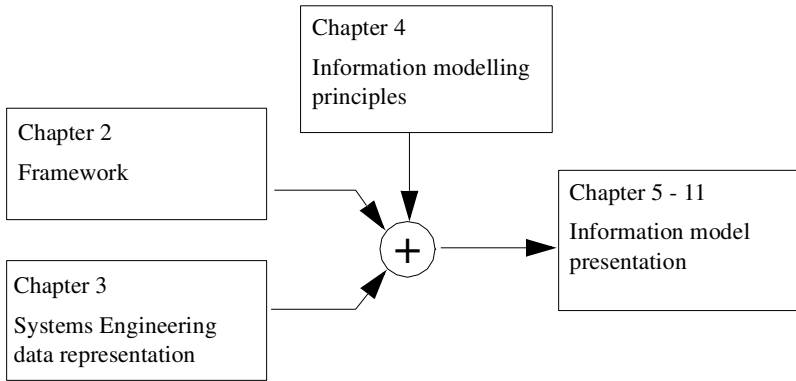 Chapter 4
Information modelling
principles
Chapter 2
Framework
Chapter 3
Systems Engineering
data representation
+
Chapter 5 - 11
Information model
presentation